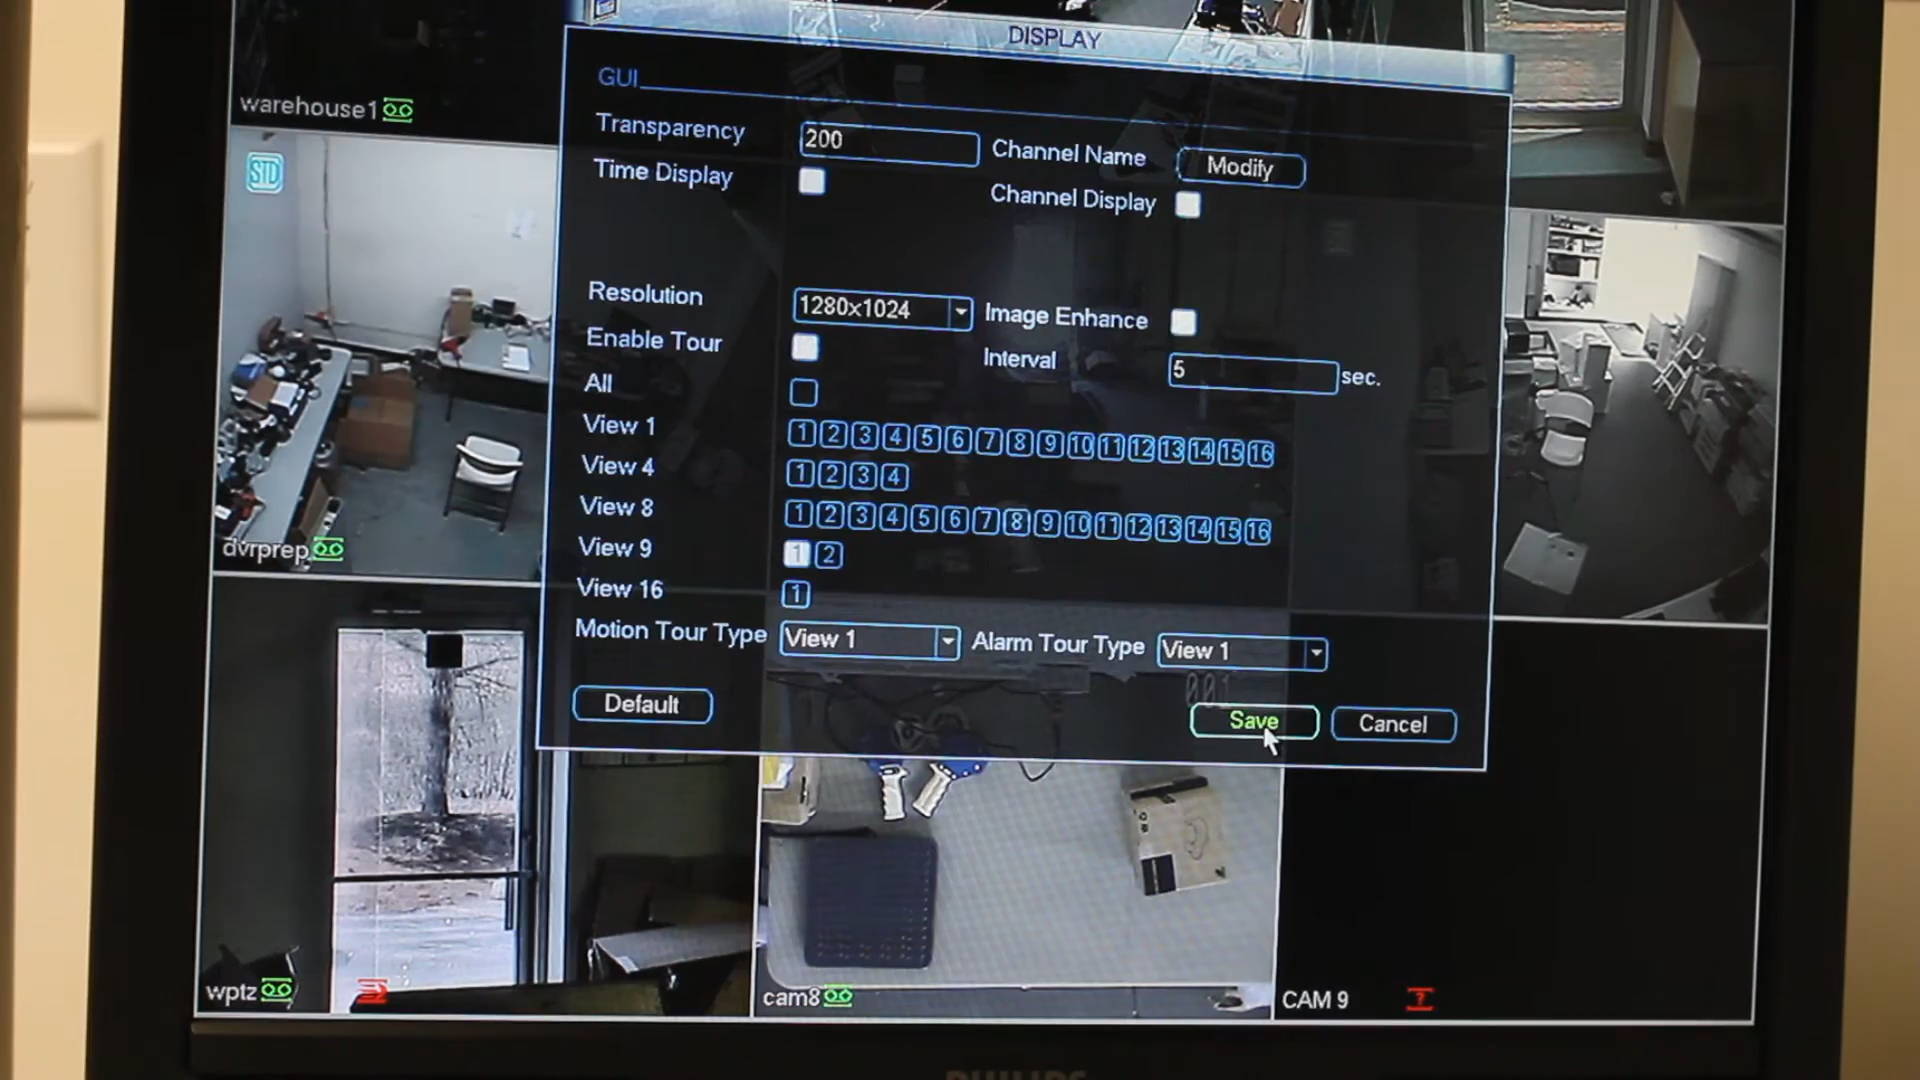 DISPLAY
GUI
Transparency 200 Channel Name Modify
Time Display Channel Display
Resolution 1280x1024 Image Enhance
Enable Tour Interval 5 sec.
All
View 1 1 2 3 4 5 6 7 8 9 10 11 12 13 14 15 16
View 4 1 2 3 4
View 8 1 2 3 4 5 6 7 8 9 10 11 12 13 14 15 16
View 9 1 2
View 16 1
Motion Tour Type View 1 Alarm Tour Type View 1
Default Save Cancel
warehouse1
STD
dvrprep
001
wptz
cam8
CAM 9
?
PHILIPS